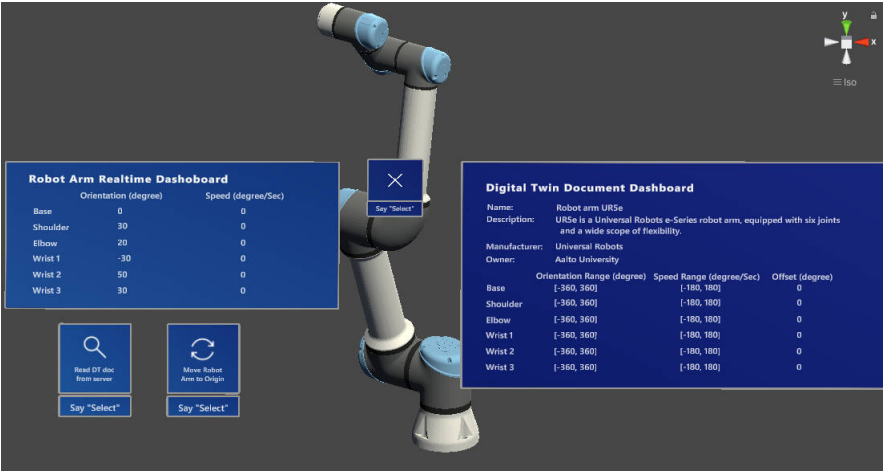 y
x
Iso
Robot Arm Realtime Dashoboard
Orientation (degree) Speed (degree/Sec)
Base 0 0
Shoulder 30 0
Elbow 20 0
Wrist 1 -30 0
Wrist 2 50 0
Wrist 3 30 0
Say "Select"
Read DT doc
from server
Say "Select"
Move Robot
Arm to Origin
Say "Select"
Digital Twin Document Dashboard
Name: Robot arm UR5e
Description: UR5e is a Universal Robots e-Series robot arm, equipped with six joints
and a wide scope of flexibility.
Manufacturer: Universal Robots
Owner: Aalto University
Orientation Range (degree) Speed Range (degree/Sec) Offset (degree)
Base [-360, 360] [-180, 180] 0
Shoulder [-360, 360] [-180, 180] 0
Elbow [-360, 360] [-180, 180] 0
Wrist 1 [-360, 360] [-180, 180] 0
Wrist 2 [-360, 360] [-180, 180] 0
Wrist 3 [-360, 360] [-180, 180] 0